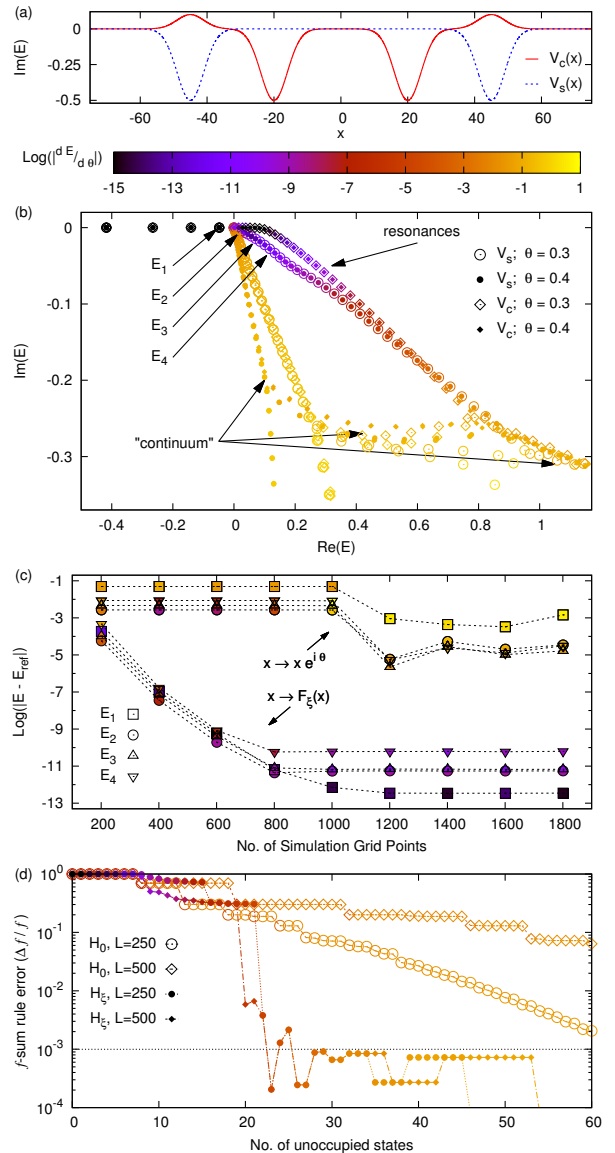 (a)
Im(E)
0
-0.25
-0.5
V_c(x)
V_s(x)
-60
-40
-20
0
20
40
60
x
Log(|^{d E}/_{d θ}|)
-15
-13
-11
-9
-7
-5
-3
-1
1
(b)
Im(E)
0
-0.1
-0.2
-0.3
E_1
E_2
E_3
E_4
resonances
"continuum"
V_s; θ = 0.3
V_s; θ = 0.4
V_c; θ = 0.3
V_c; θ = 0.4
-0.4
-0.2
0
0.2
0.4
0.6
0.8
1
Re(E)
(c)
Log(|E - E_ref|)
-1
-3
-5
-7
-9
-11
-13
x → x e^{i θ}
x → F_ξ(x)
E_1
E_2
E_3
E_4
200
400
600
800
1000
1200
1400
1600
1800
No. of Simulation Grid Points
(d)
f-sum rule error (Δf / f)
10^0
10^-1
10^-2
10^-3
10^-4
H_0, L=250
H_0, L=500
H_ξ, L=250
H_ξ, L=500
0
10
20
30
40
50
60
No. of unoccupied states